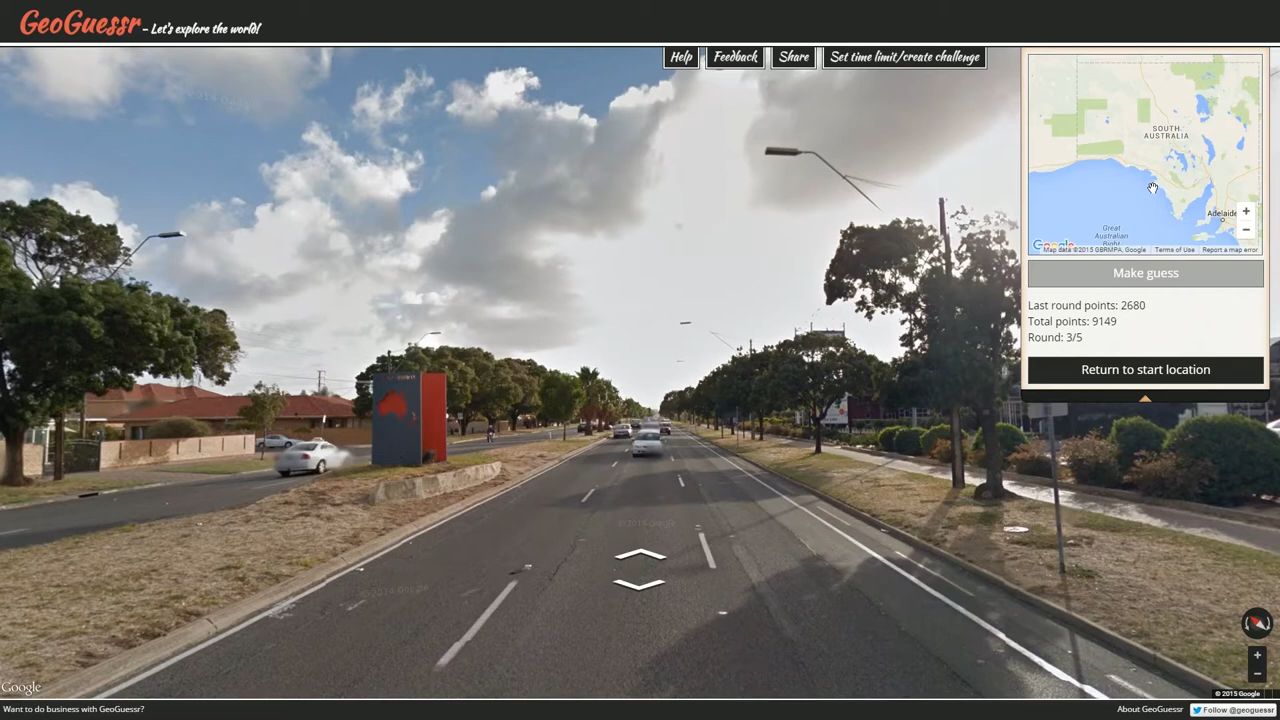 GeoGuessr - Let's explore the world!
Help
Feedback
Share
Set time limit/create challenge
SOUTH
AUSTRALIA
Adelaide
Great
Australian
Bight
+
−
Google
Map data ©2015 GBRMPA, Google
Terms of Use
Report a map error
Make guess
Last round points: 2680
Total points: 9149
Round: 3/5
Return to start location
Google
© 2015 Google
Want to do business with GeoGuessr?
About GeoGuessr
Follow @geoguessr